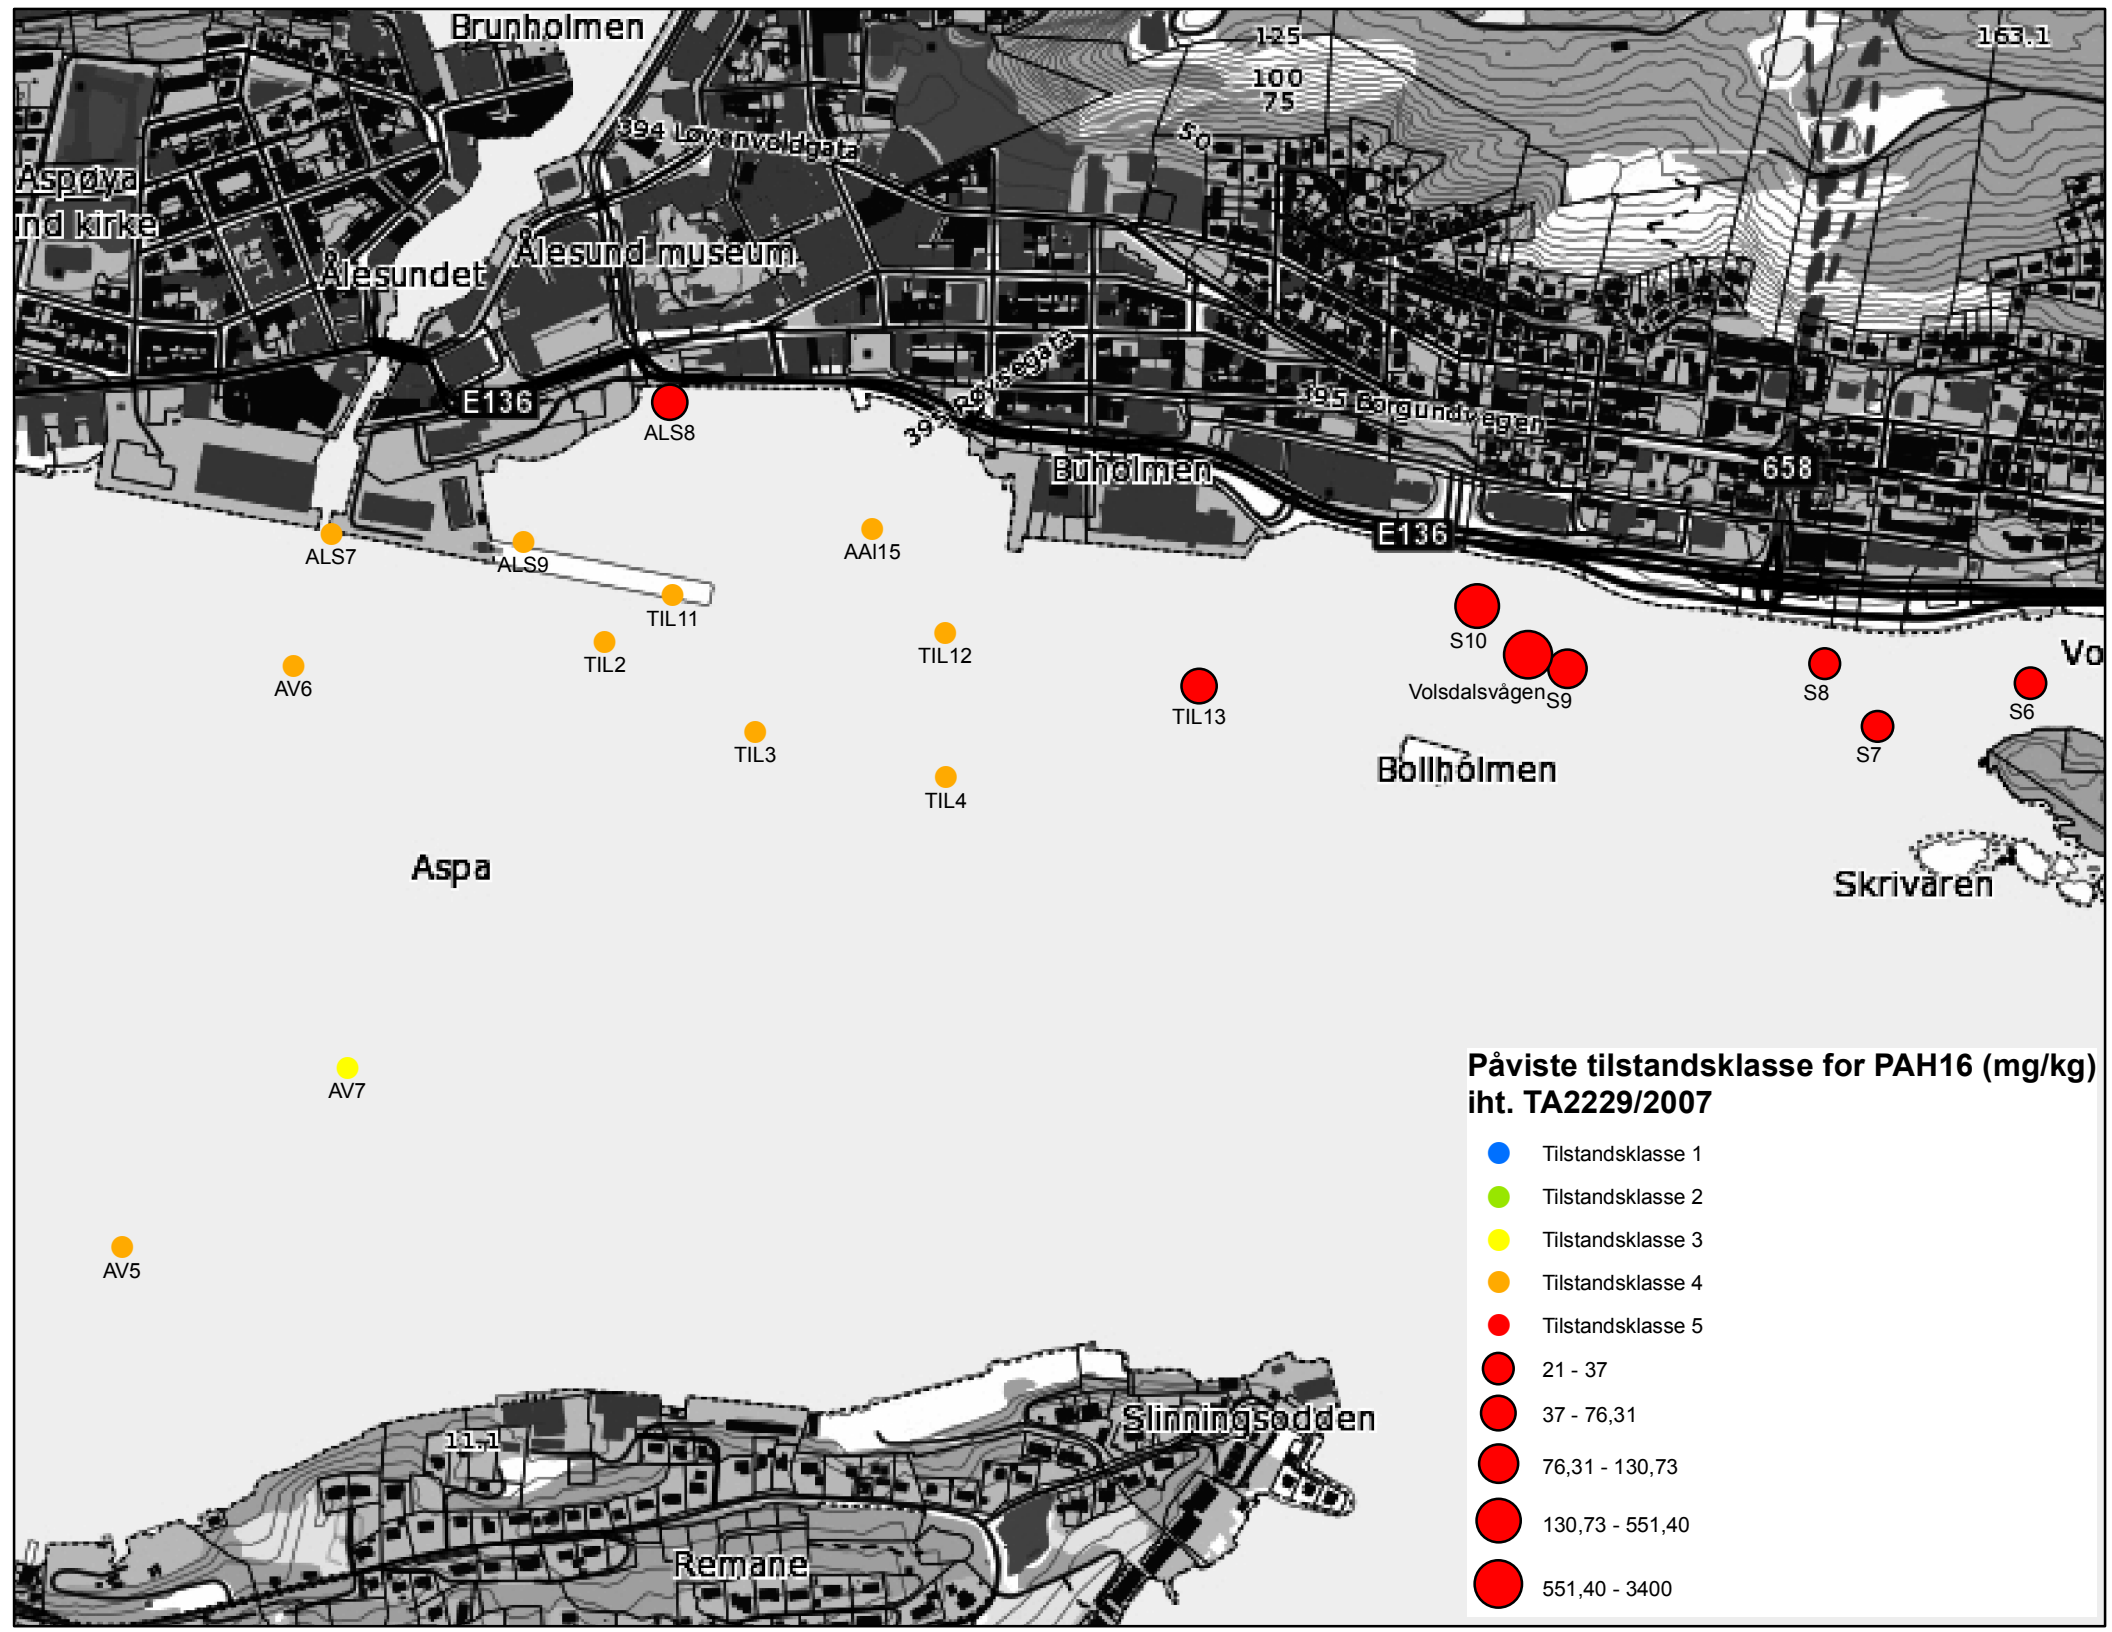 Brunholmen
125
163.1
100
75
50
394 Løvenvoldgata
Aspøya
und kirke
Ålesund museum
Ålesundet
395 Røysegata
395 Borgundvegen
E136
ALS8
Buholmen
658
E136
ALS7
ALS9
AAI15
TIL11
S10
TIL2
TIL12
Vo
AV6
Volsdalsvågen
S9
S8
S6
TIL13
TIL3
S7
Bollholmen
TIL4
Aspa
Skrivaren
AV7
AV5
Påviste tilstandsklasse for PAH16 (mg/kg)
iht. TA2229/2007
Tilstandsklasse 1
Tilstandsklasse 2
Tilstandsklasse 3
Tilstandsklasse 4
Tilstandsklasse 5
21 - 37
37 - 76,31
76,31 - 130,73
130,73 - 551,40
551,40 - 3400
Slinningsodden
11.1
Remane